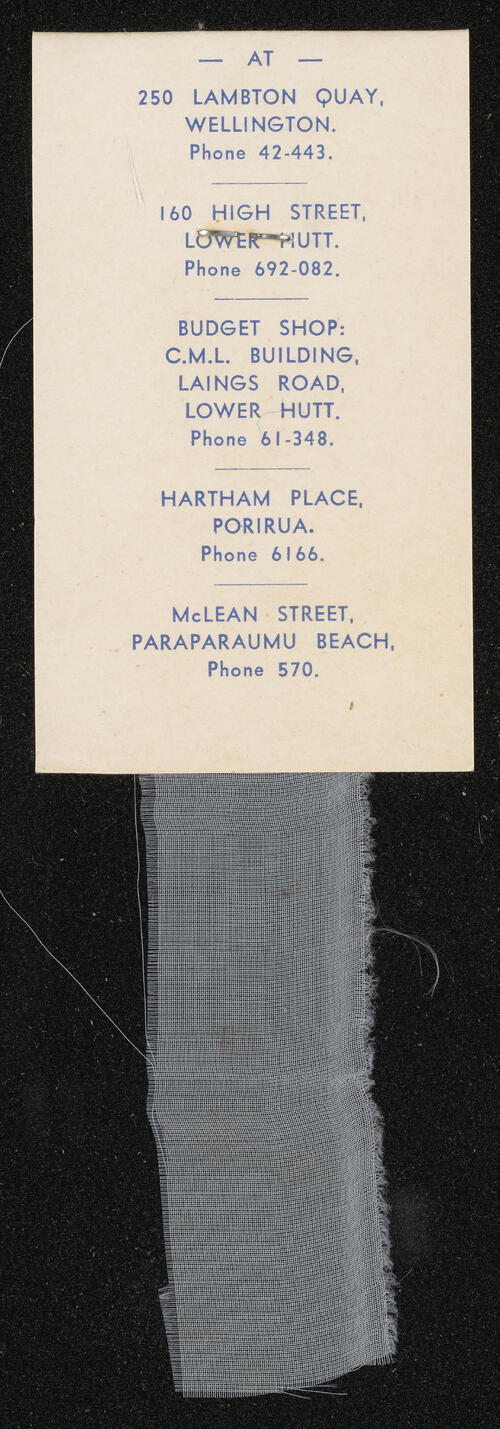 — AT —
250 LAMBTON QUAY,
WELLINGTON.
Phone 42-443.
160 HIGH STREET,
LOWER HUTT.
Phone 692-082.
BUDGET SHOP:
C.M.L. BUILDING,
LAINGS ROAD,
LOWER HUTT.
Phone 61-348.
HARTHAM PLACE,
PORIRUA.
Phone 6166.
McLEAN STREET,
PARAPARAUMU BEACH,
Phone 570.